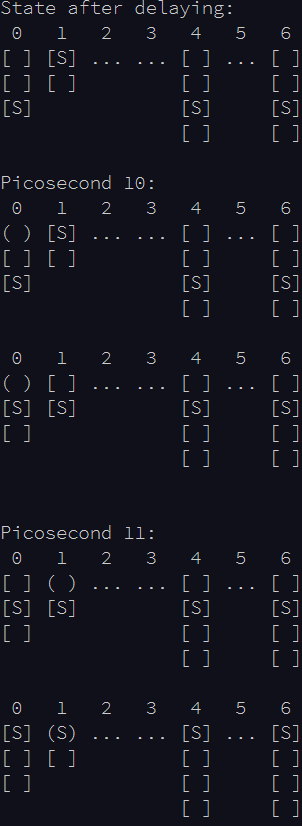 State after delaying:
 0   1   2   3   4   5   6
[ ] [S] ... ... [ ] ... [ ]
[ ] [ ]         [ ]     [ ]
[S]             [S]     [S]
                [ ]     [ ]

Picosecond 10:
 0   1   2   3   4   5   6
( ) [S] ... ... [ ] ... [ ]
[ ] [ ]         [ ]     [ ]
[S]             [S]     [S]
                [ ]     [ ]

 0   1   2   3   4   5   6
( ) [ ] ... ... [ ] ... [ ]
[S] [S]         [S]     [S]
[ ]             [ ]     [ ]
                [ ]     [ ]


Picosecond 11:
 0   1   2   3   4   5   6
[ ] ( ) ... ... [ ] ... [ ]
[S] [S]         [S]     [S]
[ ]             [ ]     [ ]
                [ ]     [ ]

 0   1   2   3   4   5   6
[S] (S) ... ... [S] ... [S]
[ ] [ ]         [ ]     [ ]
[ ]             [ ]     [ ]
                [ ]     [ ]